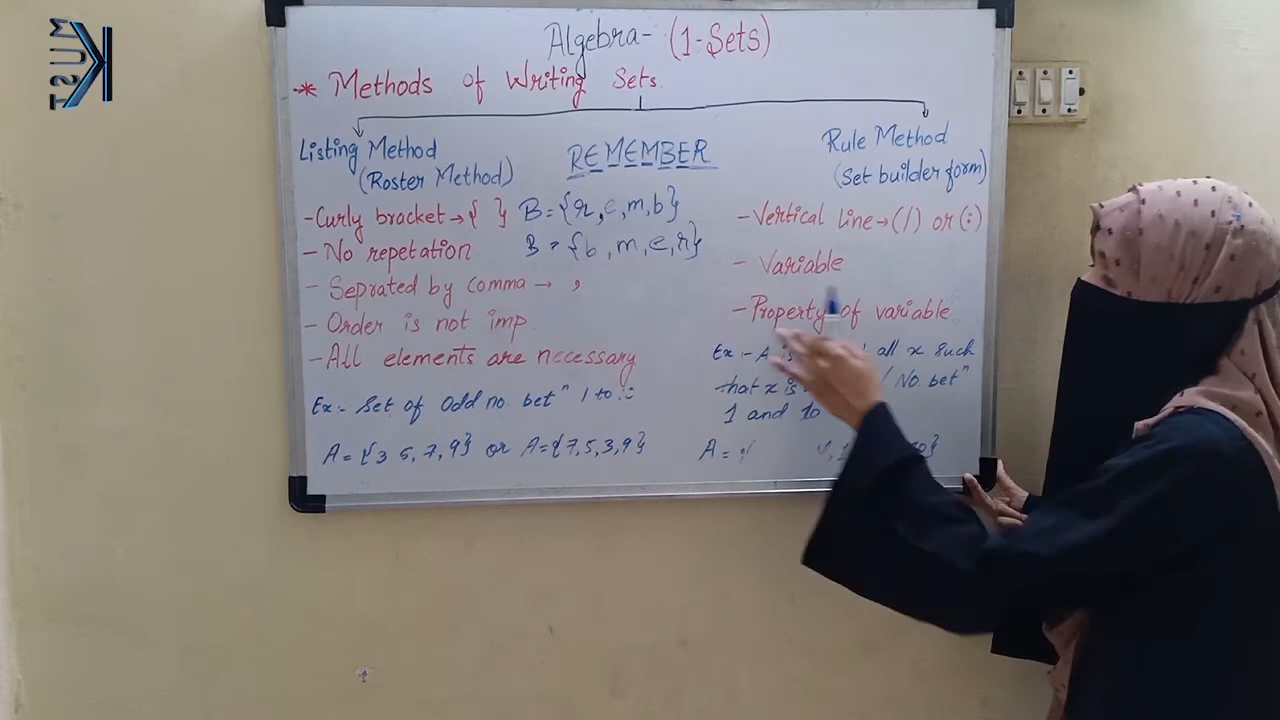 MUST
K
Algebra- (1-Sets)
* Methods of Writing Sets.
Listing Method
(Roster Method)
-Curly bracket→{ }
-No repetation
- Seprated by Comma → ,
- Order is not imp.
-All elements are necessary
Ex:- Set of Odd no. betn 1 to
A={3 5,7,9} or A={7,5,3,9}
REMEMBER
B={r,e,m,b}
B={b,m,e,r}
Rule Method
(Set builder form)
-Vertical line→(/) or (:)
- Variable
-Property of variable
Ex:- A is all x such
that x is No. betn
1 and 10
A=